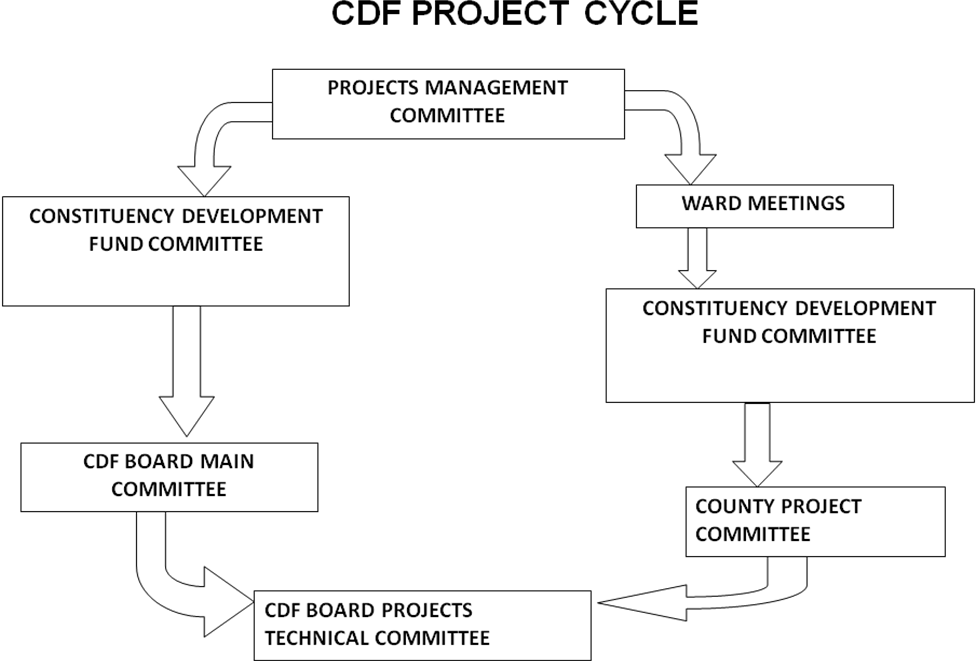 CDF PROJECT CYCLE
PROJECTS MANAGEMENT
COMMITTEE
CONSTITUENCY DEVELOPMENT
FUND COMMITTEE
WARD MEETINGS
CONSTITUENCY DEVELOPMENT
FUND COMMITTEE
CDF BOARD MAIN
COMMITTEE
COUNTY PROJECT
COMMITTEE
CDF BOARD PROJECTS
TECHNICAL COMMITTEE